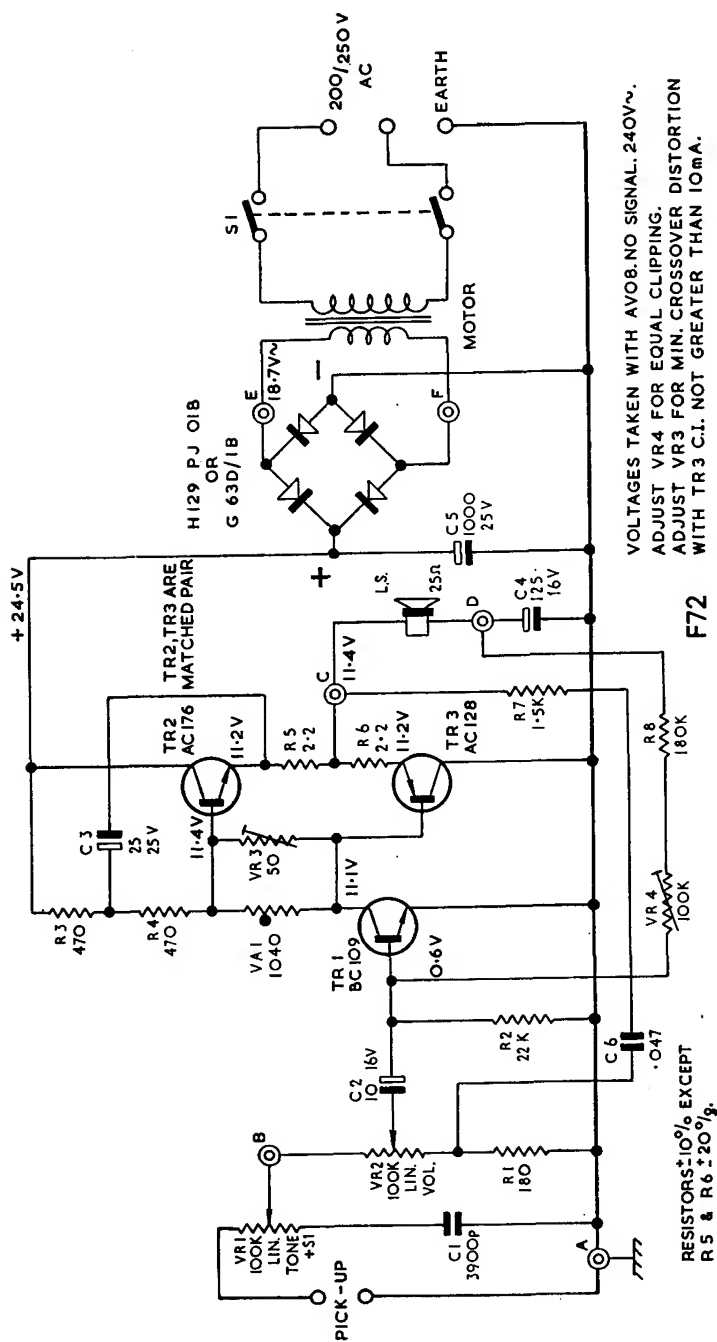 PICK-UP
VR1
100K
LIN.
TONE
+S1
B
C1
3900P
A
VR2
100K
LIN.
VOL.
R1
180
C2
10
16V
R2
22K
C6
.047
RESISTORS ±10% EXCEPT
R5 & R6 ±20%.
R3
470
R4
470
VA1
1040
TR1
BC109
0.6V
C3
25
25V
11.4V
VR3
50
11.1V
TR2
AC176
11.2V
TR2,TR3 ARE
MATCHED PAIR
R5
2.2
R6
2.2
11.2V
TR3
AC128
+24.5V
C
11.4V
R7
1.5K
L.S.
25Ω
D
C4
125
16V
R8
180K
VR4
100K
C5
1000
25V
+
-
H129 PJ 01B
OR
G 63D/1B
E
18.7V~
F
MOTOR
S1
200/250V
AC
EARTH
VOLTAGES TAKEN WITH AVO8. NO SIGNAL. 240V~.
ADJUST VR4 FOR EQUAL CLIPPING.
ADJUST VR3 FOR MIN. CROSSOVER DISTORTION
WITH TR3 C.I. NOT GREATER THAN 10mA.
F72